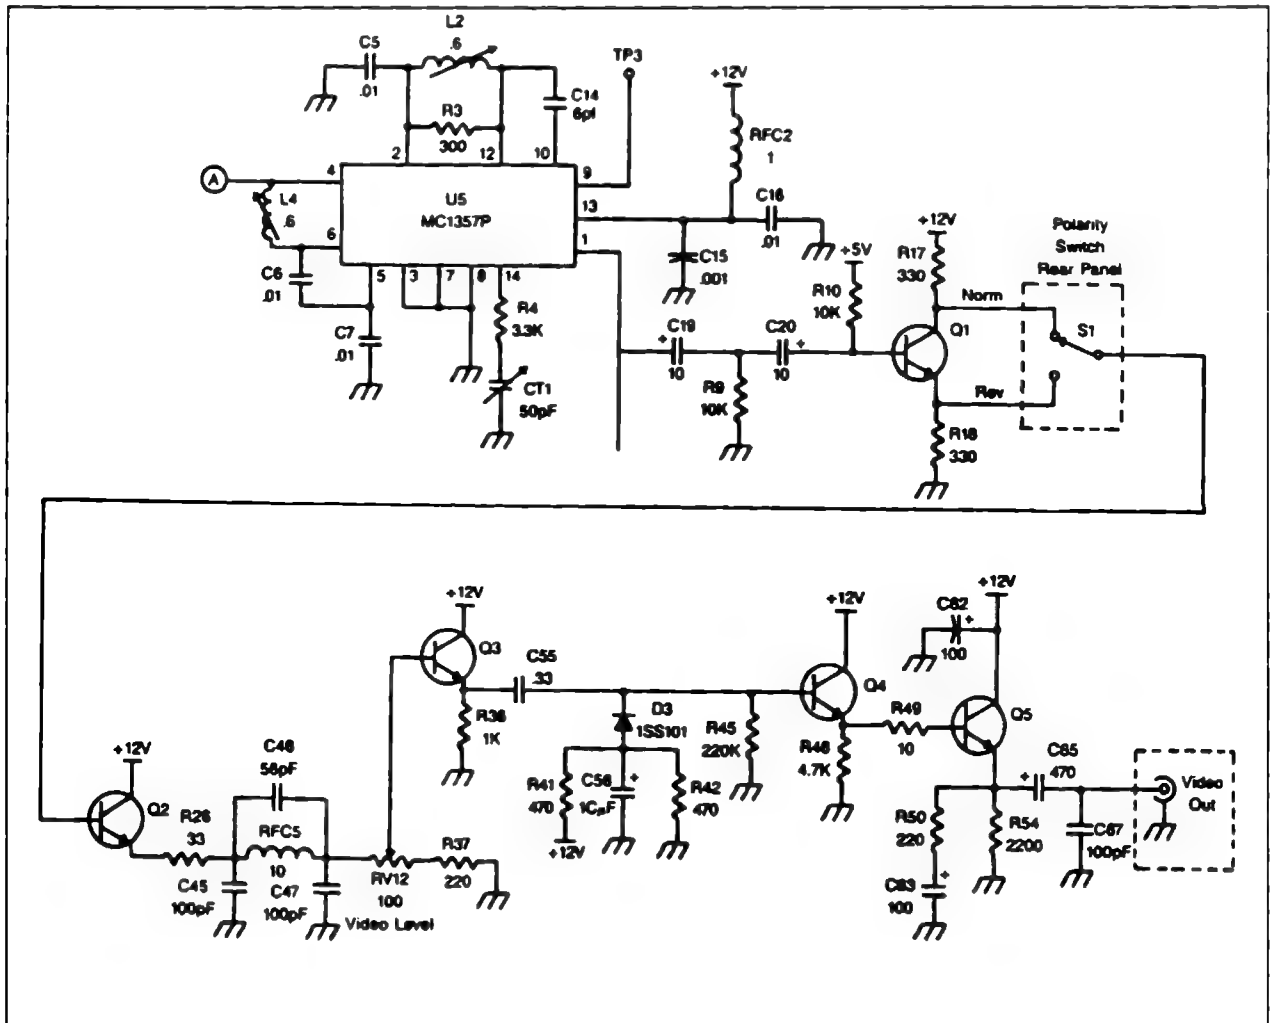 L2
.6
C5
.01
R3
300
C14
6pf
TP3
+12V
RFC2
1
2
12
10
A
4
L4
.6
6
U5
MC1357P
9
13
1
C16
.01
C15
.001
C6
.01
5
3
7
8
14
C7
.01
R4
3.3K
CT1
50pF
C19
+
10
C20
+
10
R9
10K
+5V
R10
10K
+12V
R17
330
Q1
Norm
Rev
R18
330
Polarity
Switch
Rear Panel
S1
+12V
Q2
R26
33
C46
56pF
RFC5
10
C45
100pF
C47
100pF
RV12
100
Video Level
R37
220
+12V
Q3
R36
1K
C55
.33
D3
1SS101
R41
470
+12V
C56
+
R42
470
R45
220K
+12V
Q4
R46
4.7K
R49
10
+12V
C62
+
100
Q5
R50
220
C63
+
100
R54
2200
C65
+
470
C67
100pF
Video
Out